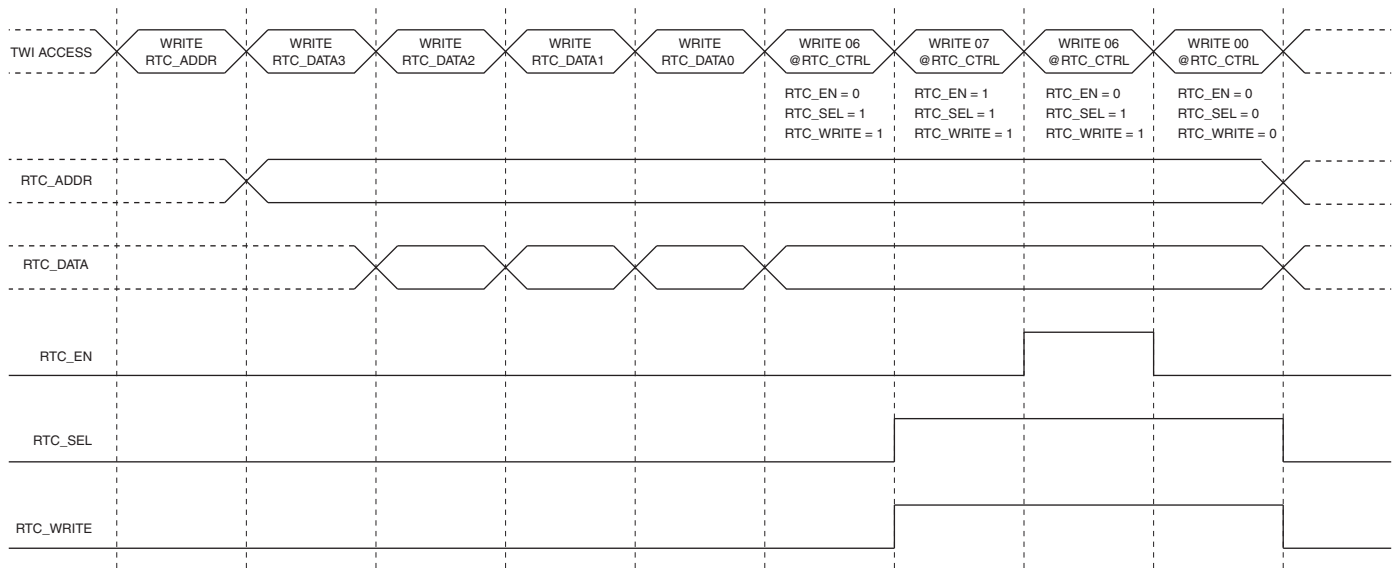 TWI ACCESS
WRITE
RTC_ADDR
WRITE
RTC_DATA3
WRITE
RTC_DATA2
WRITE
RTC_DATA1
WRITE
RTC_DATA0
WRITE 06
@RTC_CTRL
WRITE 07
@RTC_CTRL
WRITE 06
@RTC_CTRL
WRITE 00
@RTC_CTRL
RTC_EN = 0
RTC_SEL = 1
RTC_WRITE = 1
RTC_EN = 1
RTC_SEL = 1
RTC_WRITE = 1
RTC_EN = 0
RTC_SEL = 1
RTC_WRITE = 1
RTC_EN = 0
RTC_SEL = 0
RTC_WRITE = 0
RTC_ADDR
RTC_DATA
RTC_EN
RTC_SEL
RTC_WRITE